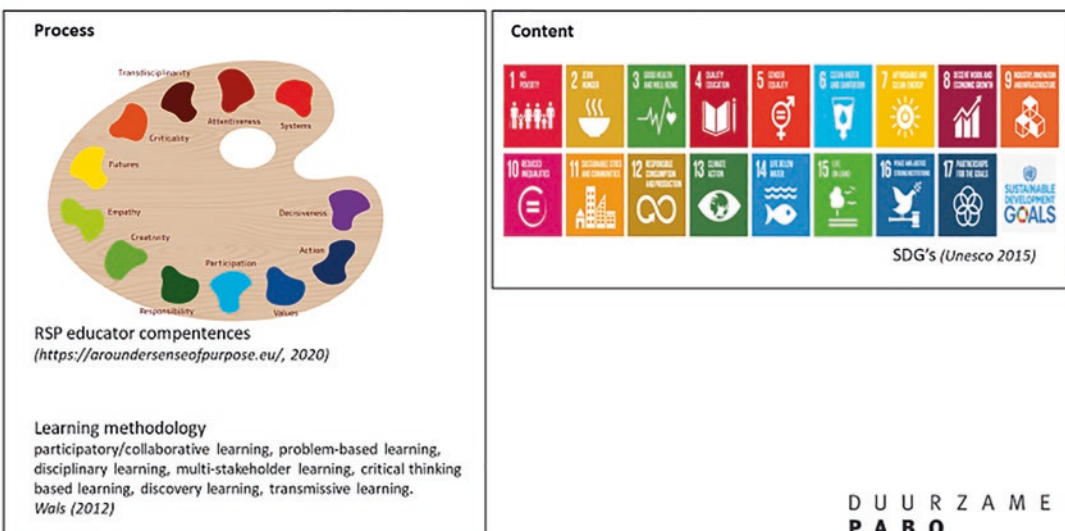 Process
Transdisciplinarity
Attentiveness
Systems
Criticality
Futures
Empathy
Creativity
Decisiveness
Action
Participation
Responsibility
Values
RSP educator compentences
(https://aroundersenseofpurpose.eu/, 2020)
Learning methodology
participatory/collaborative learning, problem-based learning,
disciplinary learning, multi-stakeholder learning, critical thinking
based learning, discovery learning, transmissive learning.
Wals (2012)
Content
1 NO
POVERTY
2 ZERO
HUNGER
3 GOOD HEALTH
AND WELL-BEING
4 QUALITY
EDUCATION
5 GENDER
EQUALITY
6 CLEAN WATER
AND SANITATION
7 AFFORDABLE AND
CLEAN ENERGY
8 DECENT WORK AND
ECONOMIC GROWTH
9 INDUSTRY, INNOVATION
AND INFRASTRUCTURE
10 REDUCED
INEQUALITIES
11 SUSTAINABLE CITIES
AND COMMUNITIES
12 RESPONSIBLE
CONSUMPTION
AND PRODUCTION
13 CLIMATE
ACTION
14 LIFE BELOW
WATER
15 LIFE
ON LAND
16 PEACE AND JUSTICE
STRONG INSTITUTIONS
17 PARTNERSHIPS
FOR THE GOALS
SUSTAINABLE
DEVELOPMENT
GOALS
SDG's (Unesco 2015)
DUURZAME
PABO